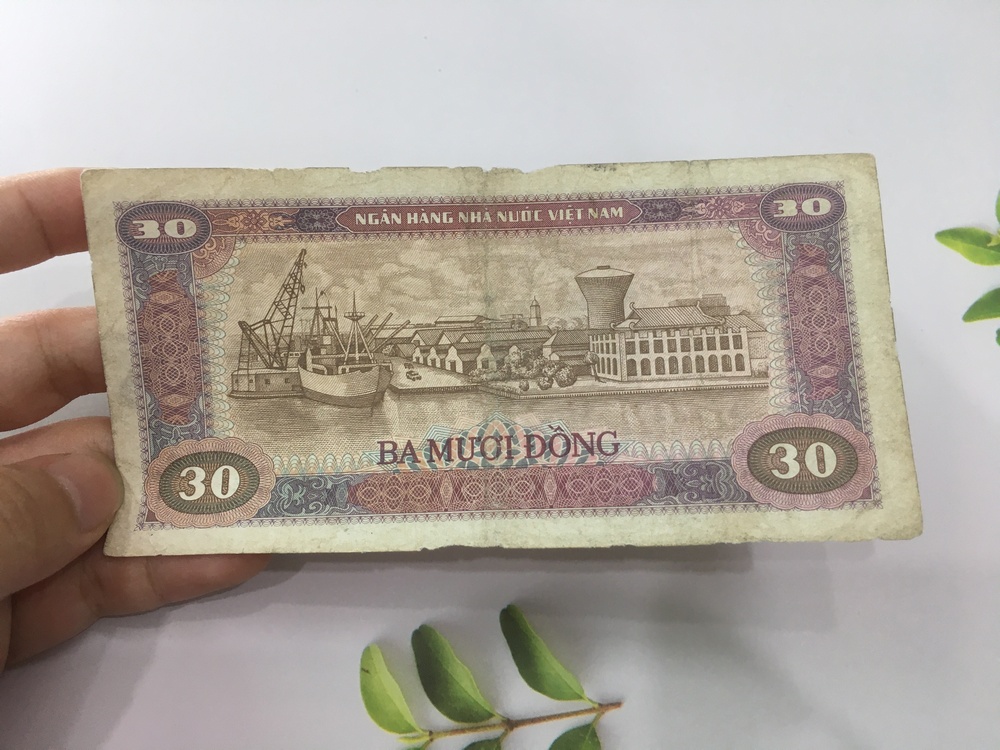 30 NGÂN HÀNG NHÀ NƯỚC VIỆT NAM 30
BA MƯƠI ĐỒNG
30 30